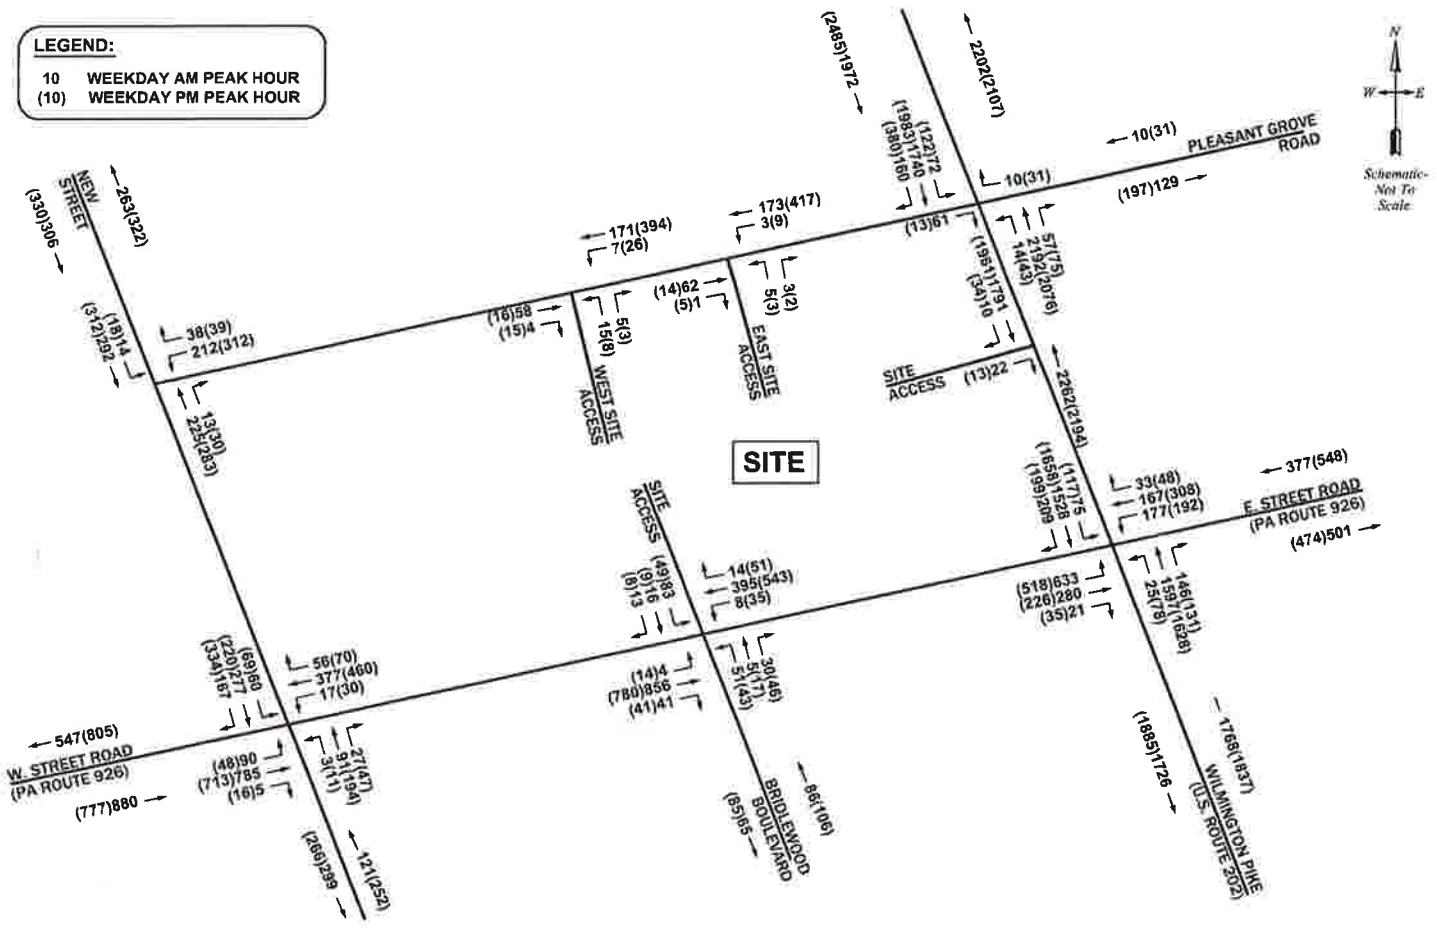 LEGEND:
10 WEEKDAY AM PEAK HOUR
(10) WEEKDAY PM PEAK HOUR
N
W E
Schematic-
Not To
Scale
(2485)1972
2202(2107)
10(31)
PLEASANT GROVE
ROAD
(197)129
(122)72
(1983)1740
(380)160
10(31)
(13)61
57(75)
2192(2076)
14(43)
NEW
STREET
263(322)
(330)306
(18)14
(312)292
38(39)
212(312)
13(30)
225(283)
171(394)
7(26)
(16)58
(15)4
5(3)
15(8)
WEST SITE
ACCESS
173(417)
3(9)
(14)62
(5)1
3(2)
5(3)
EAST SITE
ACCESS
(1961)1791
(34)10
SITE
ACCESS
(13)22
2262(2194)
SITE
377(548)
E. STREET ROAD
(PA ROUTE 926)
(474)501
(117)75
(1658)1528
(199)209
33(48)
167(308)
177(192)
(518)633
(226)280
(35)21
146(131)
1597(1628)
25(78)
SITE
ACCESS
(49)83
(9)16
(8)13
14(51)
395(543)
8(35)
(14)4
(780)856
(41)41
30(46)
5(17)
51(43)
(69)60
(220)277
(334)167
56(70)
377(460)
17(30)
547(805)
W. STREET ROAD
(PA ROUTE 926)
(777)880
(48)90
(713)785
(16)5
27(47)
91(194)
3(11)
(266)299
121(252)
86(106)
(85)65
BRIDLEWOOD
BOULEVARD
1768(1837)
(1885)1726
WILMINGTON PIKE
(U.S. ROUTE 202)